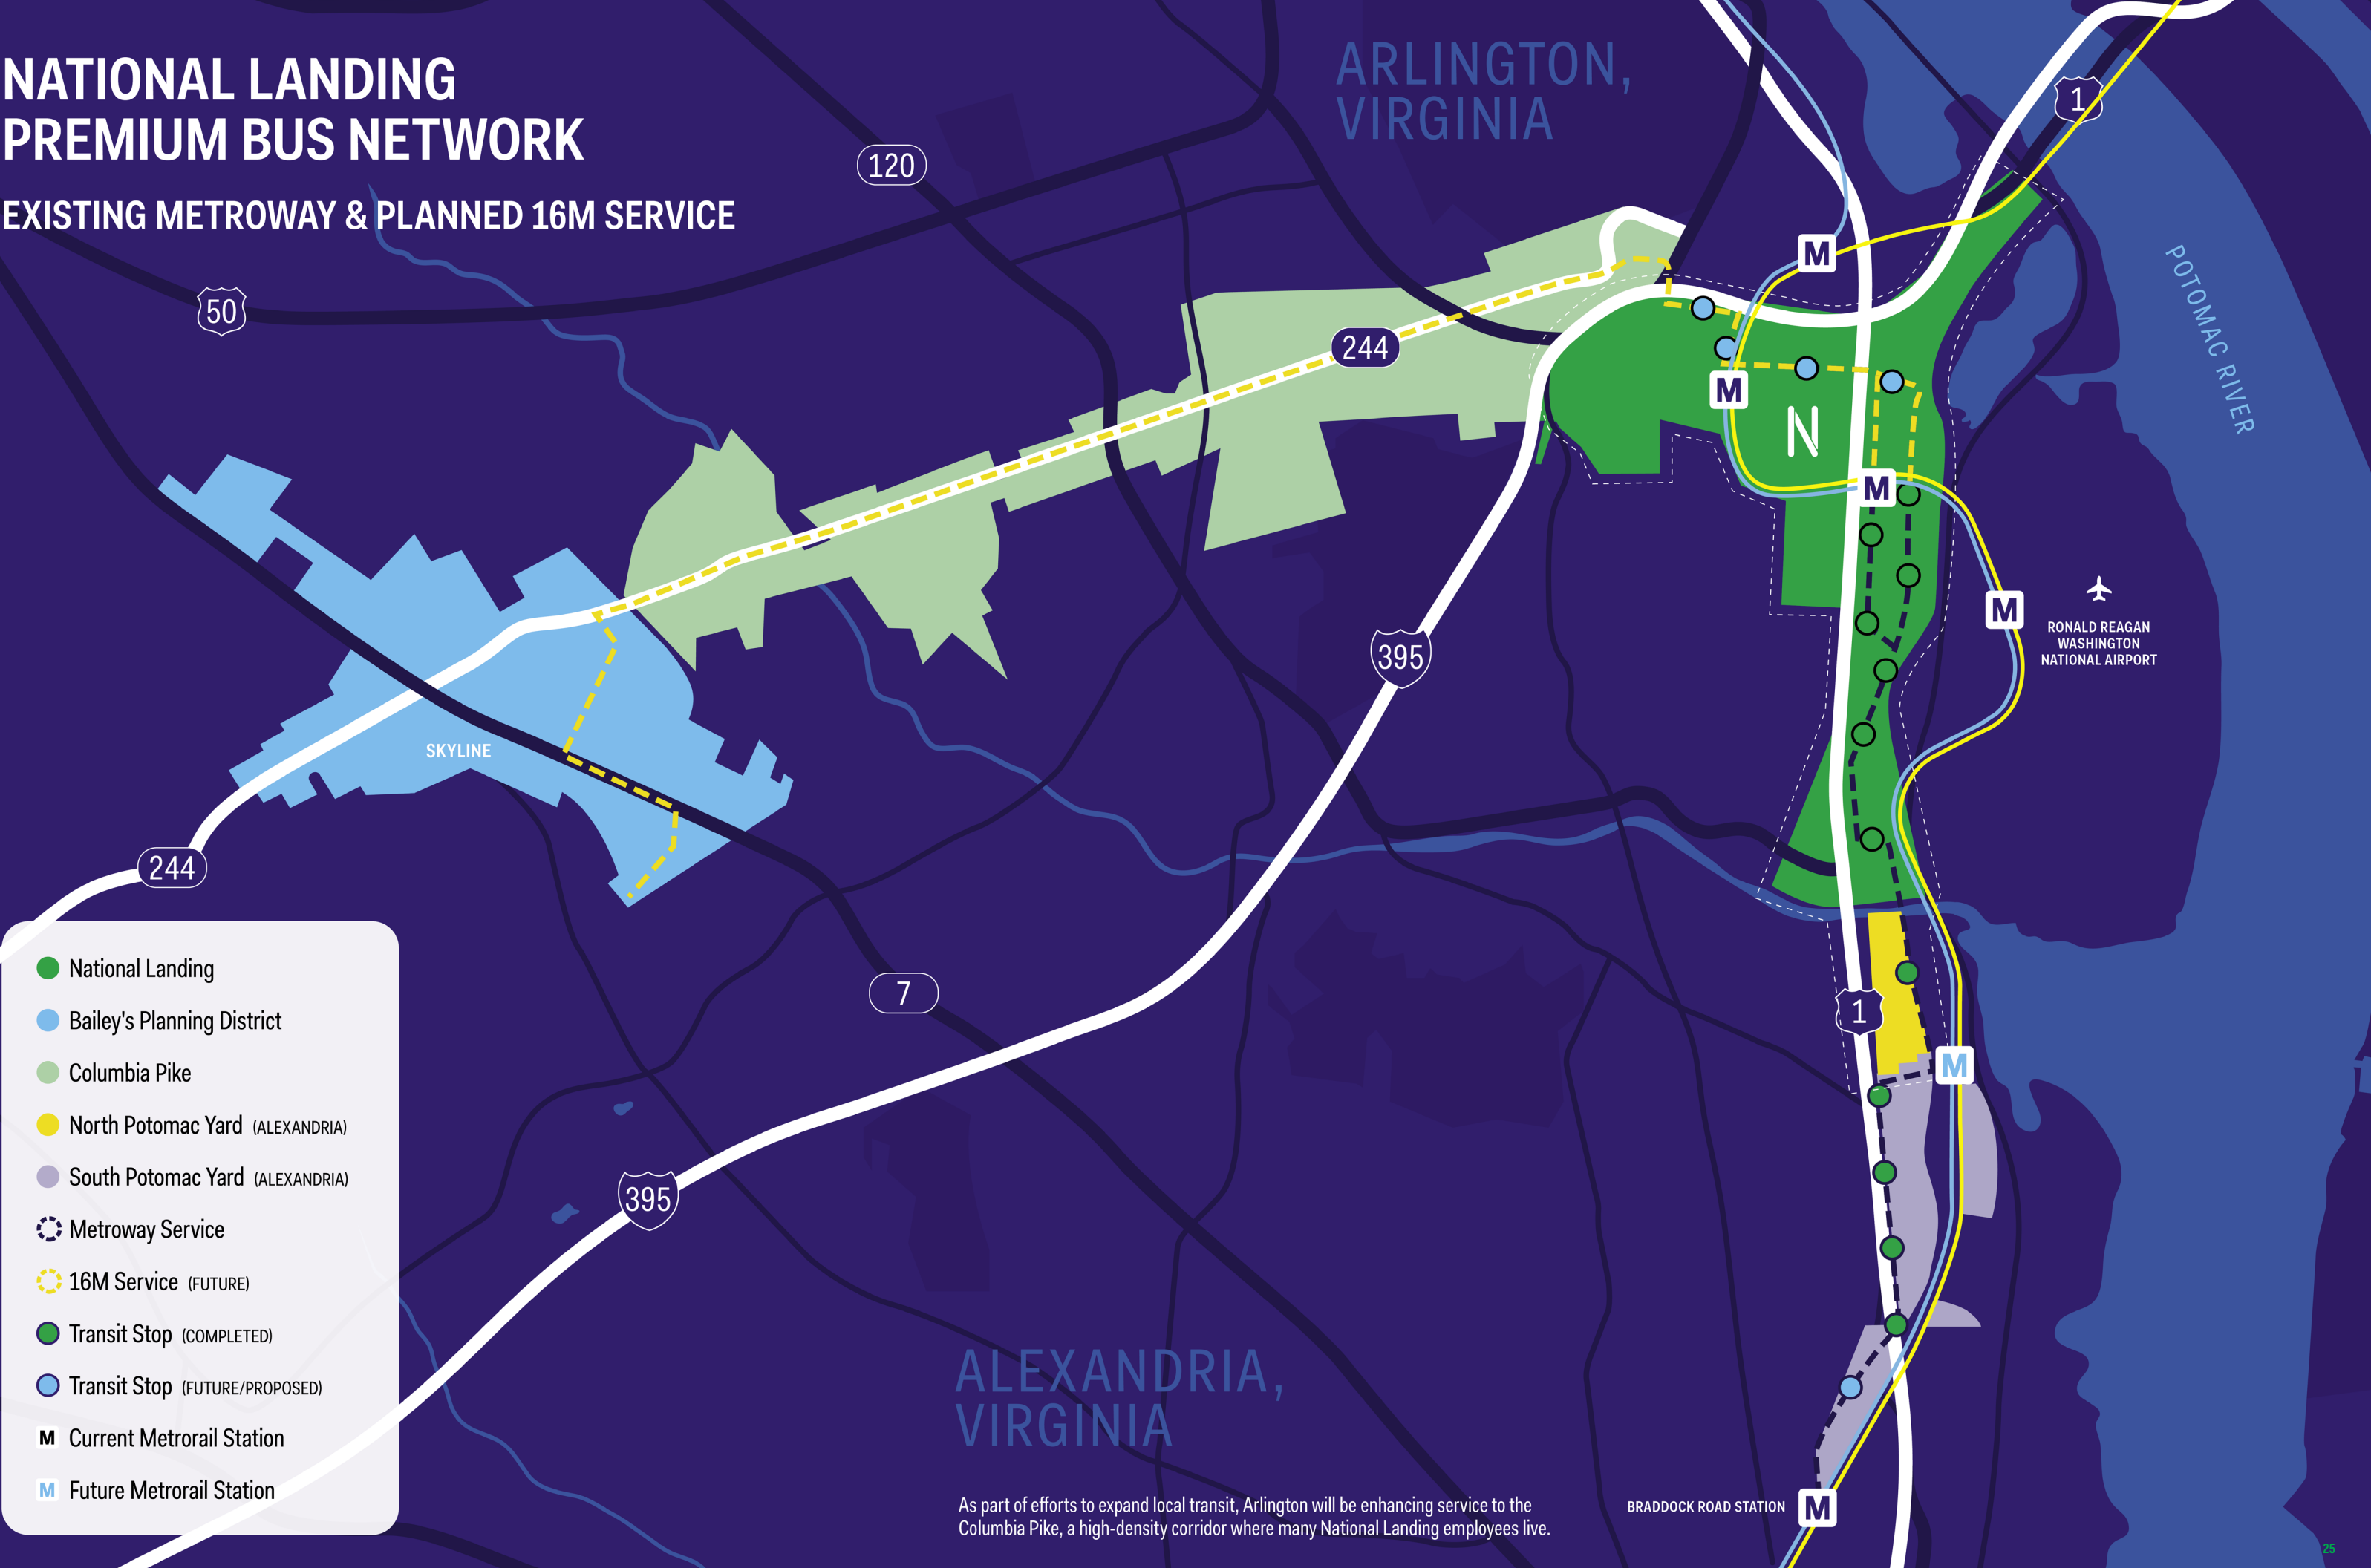 NATIONAL LANDING
PREMIUM BUS NETWORK
EXISTING METROWAY & PLANNED 16M SERVICE
ARLINGTON,
VIRGINIA
1
120
50
M
POTOMAC RIVER
244
M
N
M
395
M
RONALD REAGAN
WASHINGTON
NATIONAL AIRPORT
SKYLINE
244
7
1
M
395
National Landing
Bailey's Planning District
Columbia Pike
North Potomac Yard (ALEXANDRIA)
South Potomac Yard (ALEXANDRIA)
Metroway Service
16M Service (FUTURE)
Transit Stop (COMPLETED)
Transit Stop (FUTURE/PROPOSED)
M Current Metrorail Station
M Future Metrorail Station
ALEXANDRIA,
VIRGINIA
As part of efforts to expand local transit, Arlington will be enhancing service to the
Columbia Pike, a high-density corridor where many National Landing employees live.
BRADDOCK ROAD STATION M
25